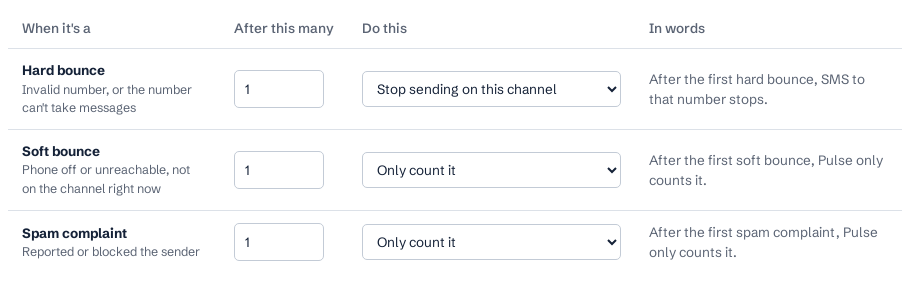 When it's a
After this many
Do this
In words
Hard bounce
Invalid number, or the number
can't take messages
1
Stop sending on this channel
After the first hard bounce, SMS to
that number stops.
Soft bounce
Phone off or unreachable, not
on the channel right now
1
Only count it
After the first soft bounce, Pulse only
counts it.
Spam complaint
Reported or blocked the sender
1
Only count it
After the first spam complaint, Pulse
only counts it.